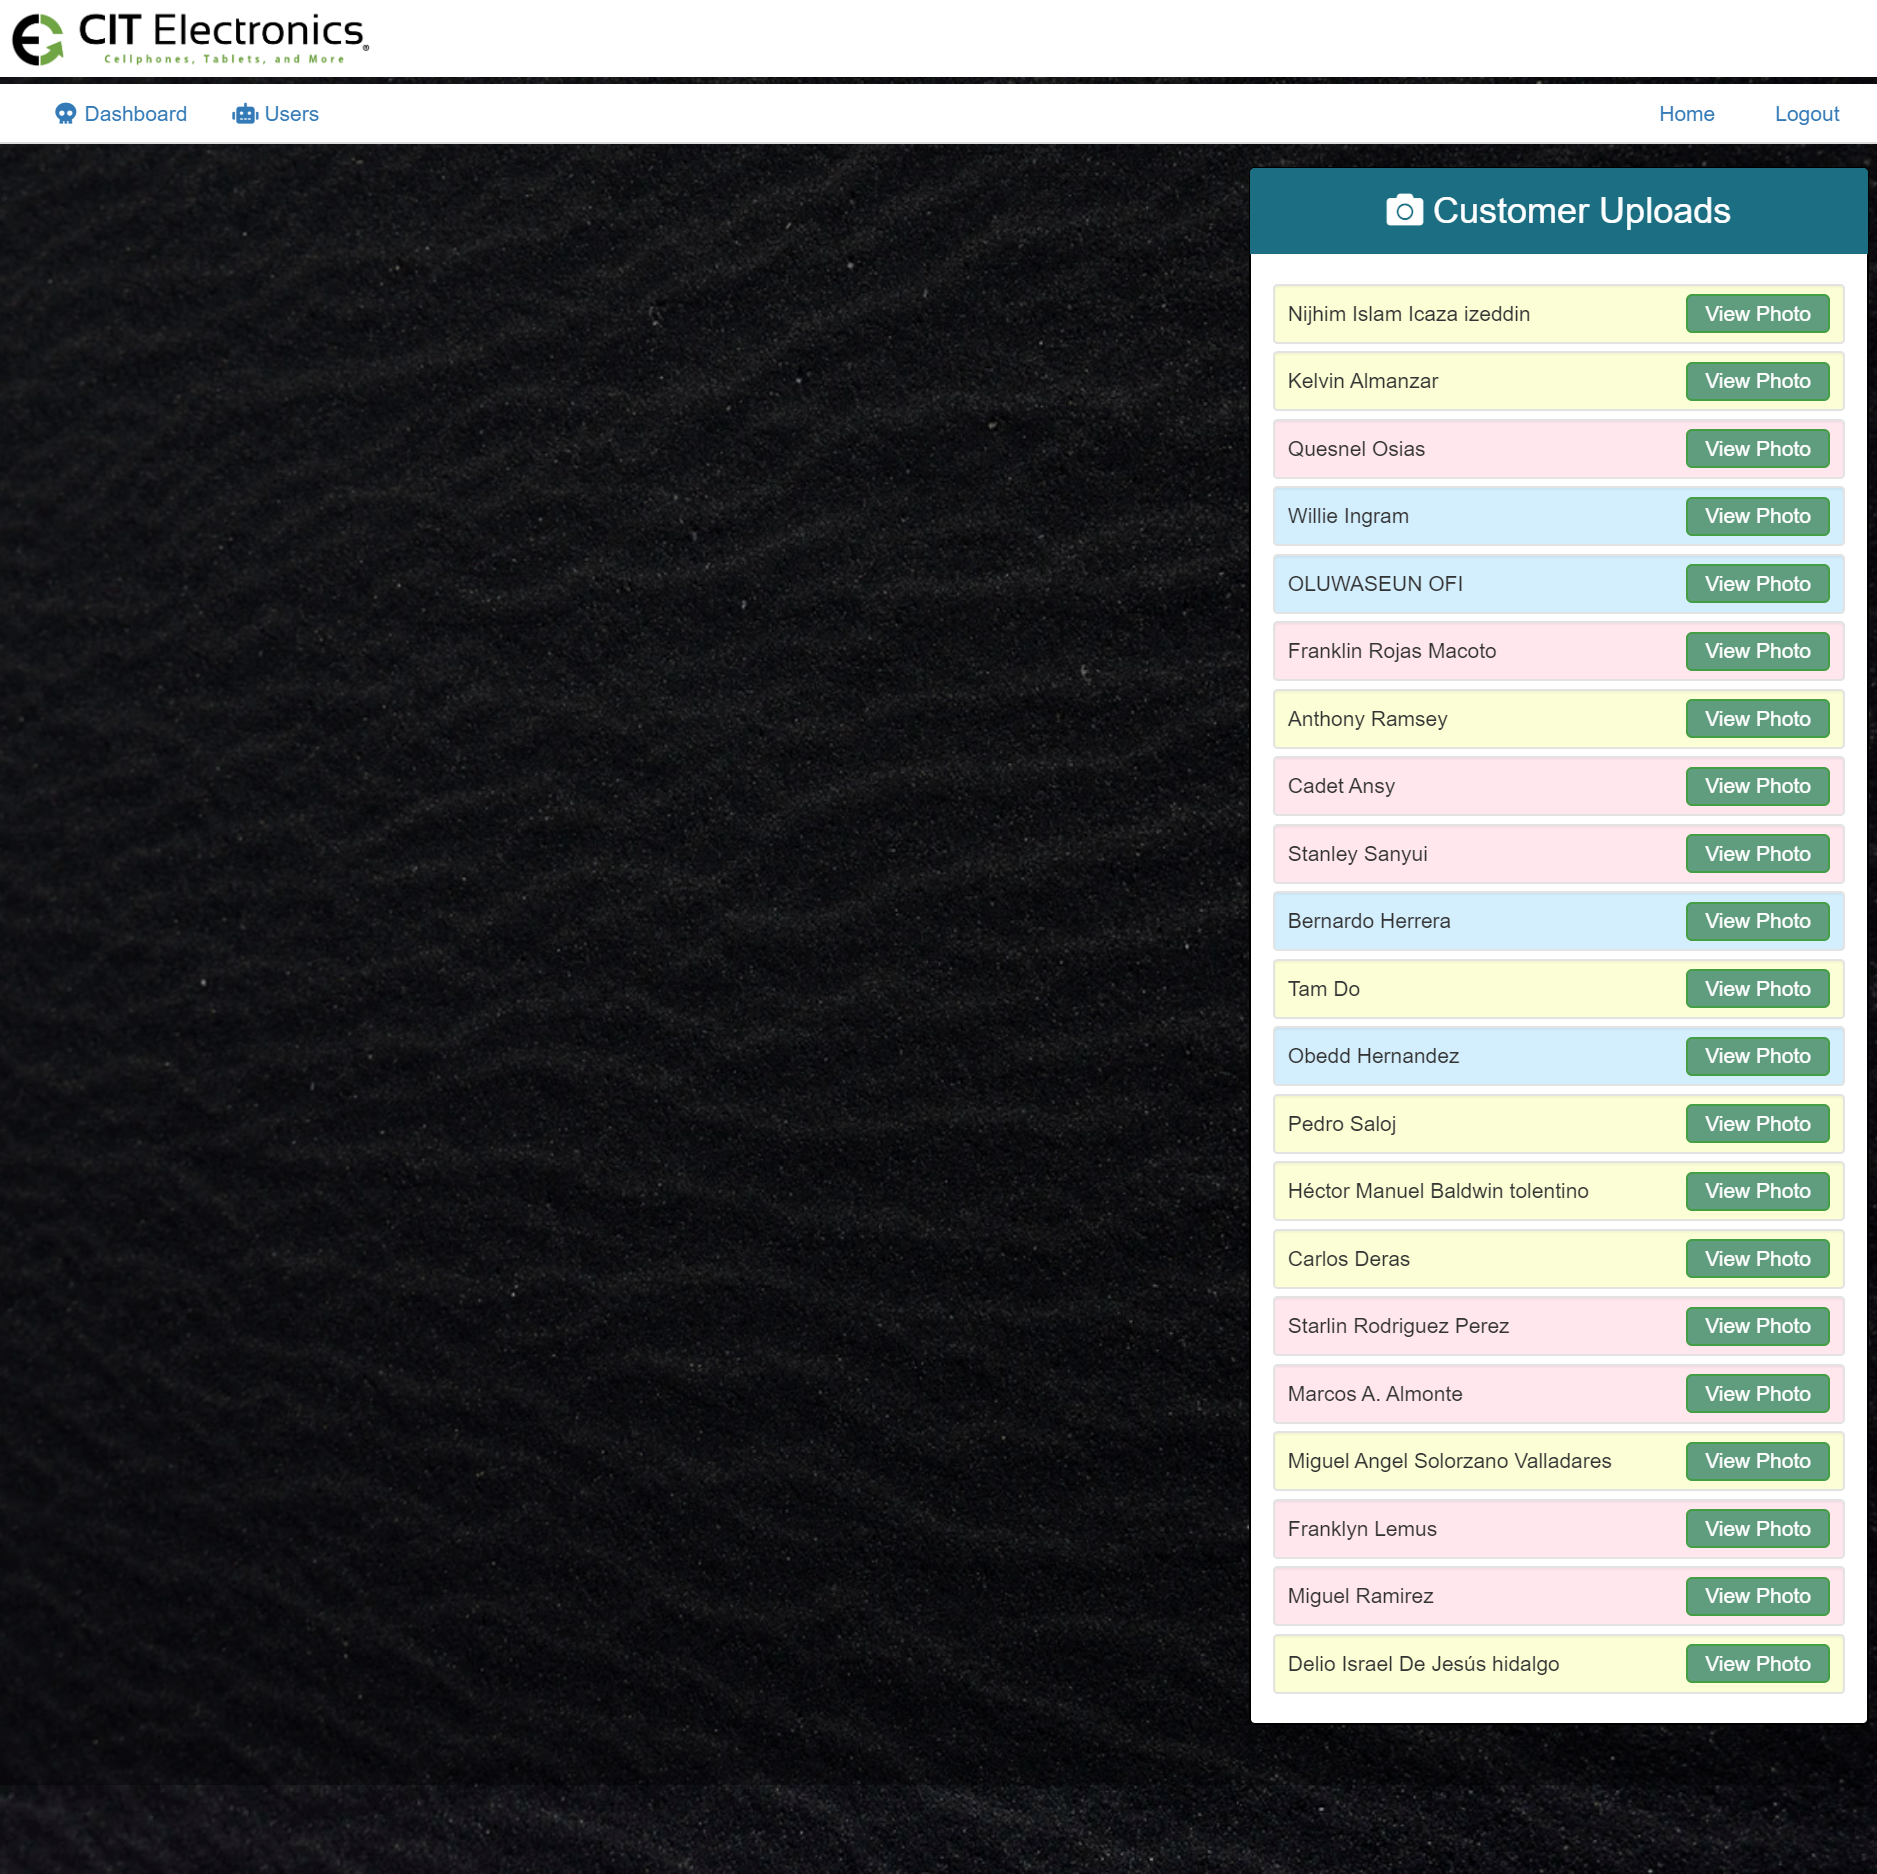 CIT Electronics®
Cellphones, Tablets, and More
Dashboard Users Home Logout
Customer Uploads
Nijhim Islam Icaza izeddin View Photo
Kelvin Almanzar View Photo
Quesnel Osias View Photo
Willie Ingram View Photo
OLUWASEUN OFI View Photo
Franklin Rojas Macoto View Photo
Anthony Ramsey View Photo
Cadet Ansy View Photo
Stanley Sanyui View Photo
Bernardo Herrera View Photo
Tam Do View Photo
Obedd Hernandez View Photo
Pedro Saloj View Photo
Héctor Manuel Baldwin tolentino View Photo
Carlos Deras View Photo
Starlin Rodriguez Perez View Photo
Marcos A. Almonte View Photo
Miguel Angel Solorzano Valladares View Photo
Franklyn Lemus View Photo
Miguel Ramirez View Photo
Delio Israel De Jesús hidalgo View Photo